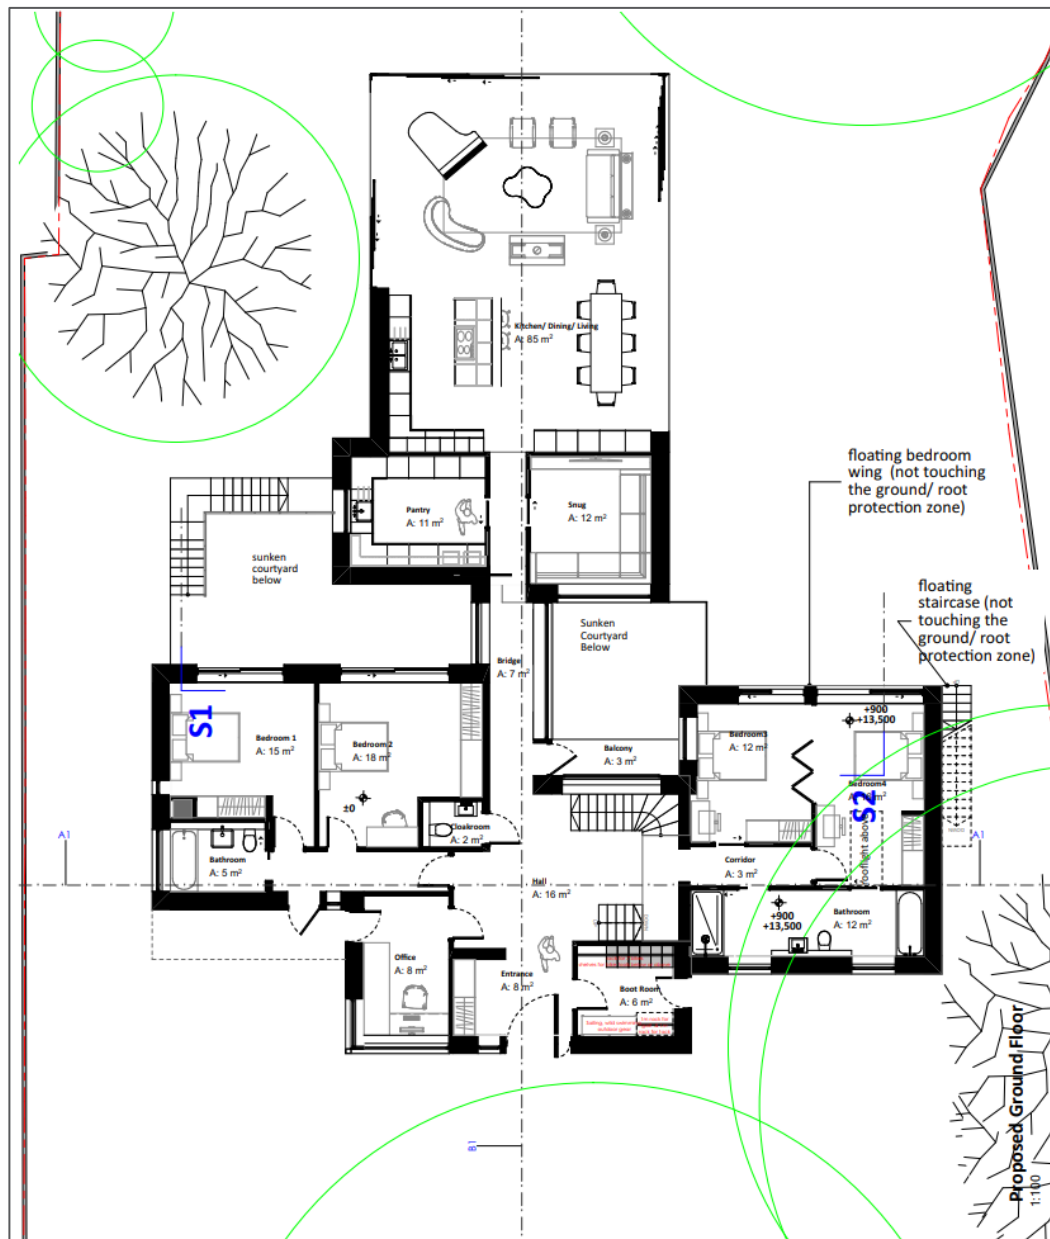 Kitchen/ Dining/ Living
A: 85 m²
floating bedroom
wing (not touching
the ground/ root
protection zone)
Pantry
A: 11 m²
Snug
A: 12 m²
sunken
courtyard
below
floating
staircase (not
touching the
ground/ root
protection zone)
Sunken
Courtyard
Below
Bridge
A: 7 m²
S1
Bedroom 1
A: 15 m²
Bedroom 2
A: 18 m²
±0
Balcony
A: 3 m²
Bedroom3
A: 12 m²
+900
+13,500
Bedroom4
S2
rooflight above
Cloakroom
A: 2 m²
A1
A1
Bathroom
A: 5 m²
Hall
A: 16 m²
Corridor
A: 3 m²
+900
+13,500
Bathroom
A: 12 m²
Office
A: 8 m²
Entrance
A: 8 m²
Boot Room
A: 6 m²
B1
Proposed Ground Floor
1:100